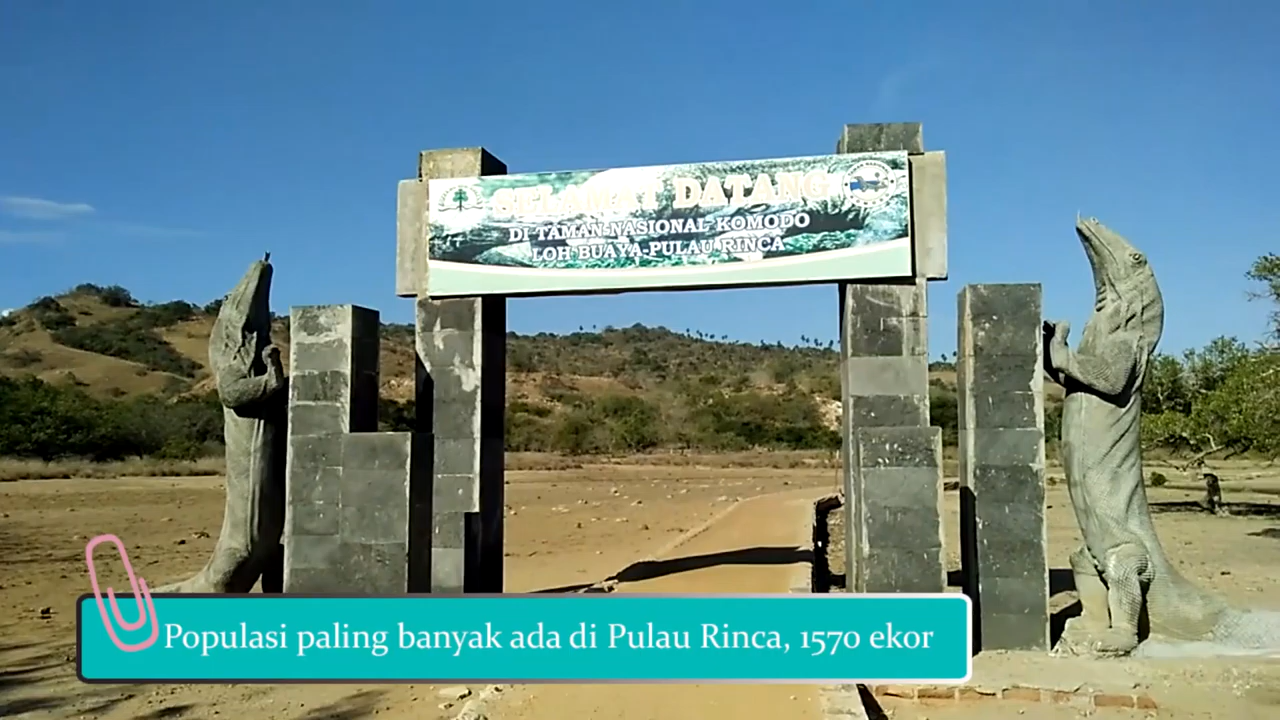 SELAMAT DATANG
DI TAMAN NASIONAL KOMODO
LOH BUAYA-PULAU RINCA
Populasi paling banyak ada di Pulau Rinca, 1570 ekor